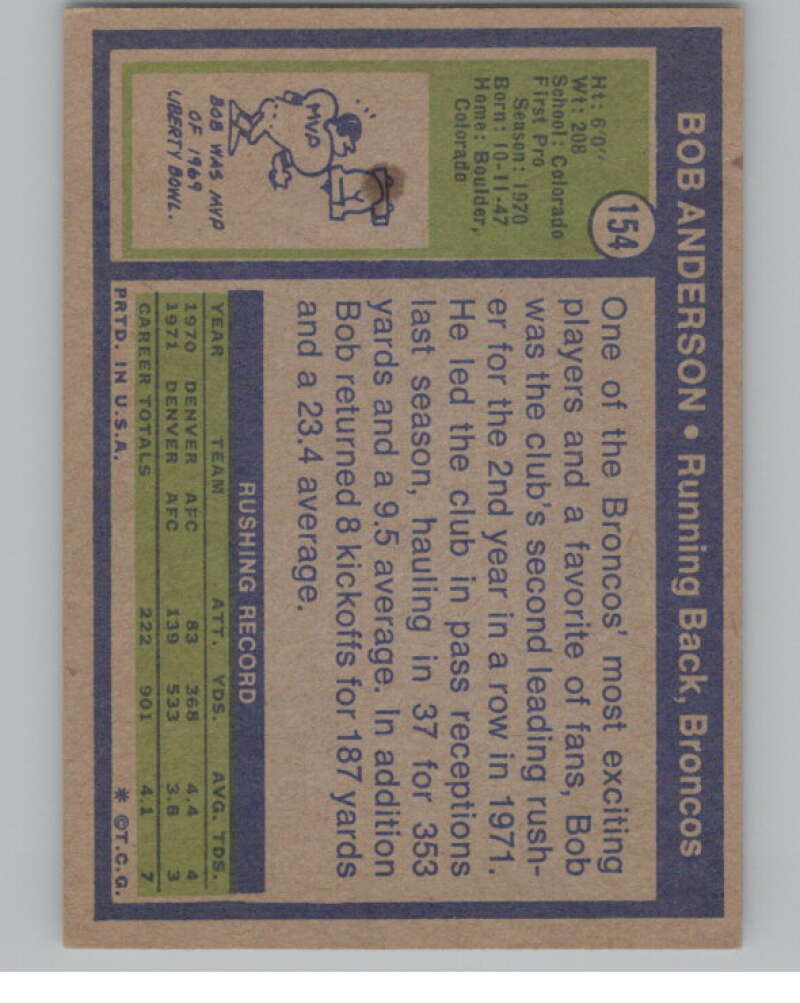 BOB ANDERSON • Running Back, Broncos
154
Ht: 6'0"
Wt: 208
School: Colorado
First Pro
Season: 1970
Born: 10-11-47
Home: Boulder,
Colorado
MVP
BOB WAS MVP
OF 1969
LIBERTY BOWL.
One of the Broncos' most exciting
players and a favorite of fans, Bob
was the club's second leading rush-
er for the 2nd year in a row in 1971.
He led the club in pass receptions
last season, hauling in 37 for 353
yards and a 9.5 average. In addition
Bob returned 8 kickoffs for 187 yards
and a 23.4 average.
RUSHING RECORD
YEAR TEAM ATT. YDS. AVG. TDS.
1970 DENVER AFC 83 368 4.4 4
1971 DENVER AFC 139 533 3.8 3
CAREER TOTALS 222 901 4.1 7
PRTD. IN U.S.A. * ©T.C.G.